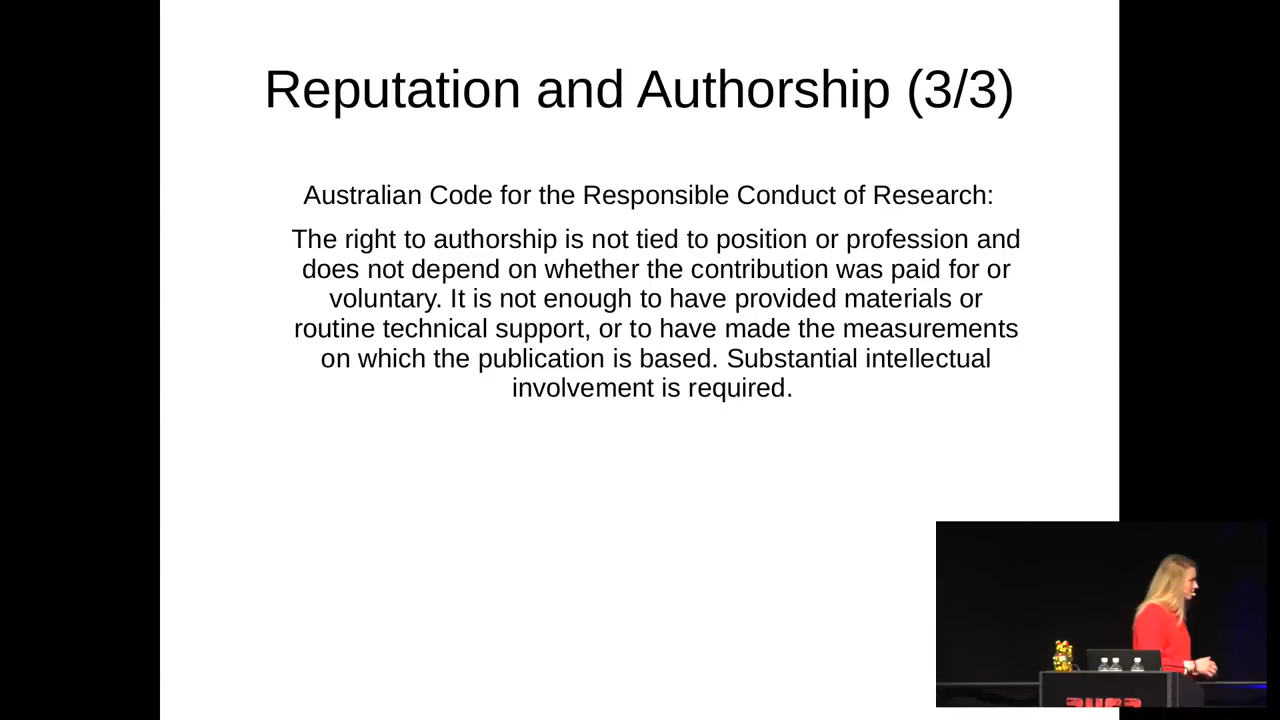 Reputation and Authorship (3/3)
Australian Code for the Responsible Conduct of Research:
The right to authorship is not tied to position or profession and
does not depend on whether the contribution was paid for or
voluntary. It is not enough to have provided materials or
routine technical support, or to have made the measurements
on which the publication is based. Substantial intellectual
involvement is required.